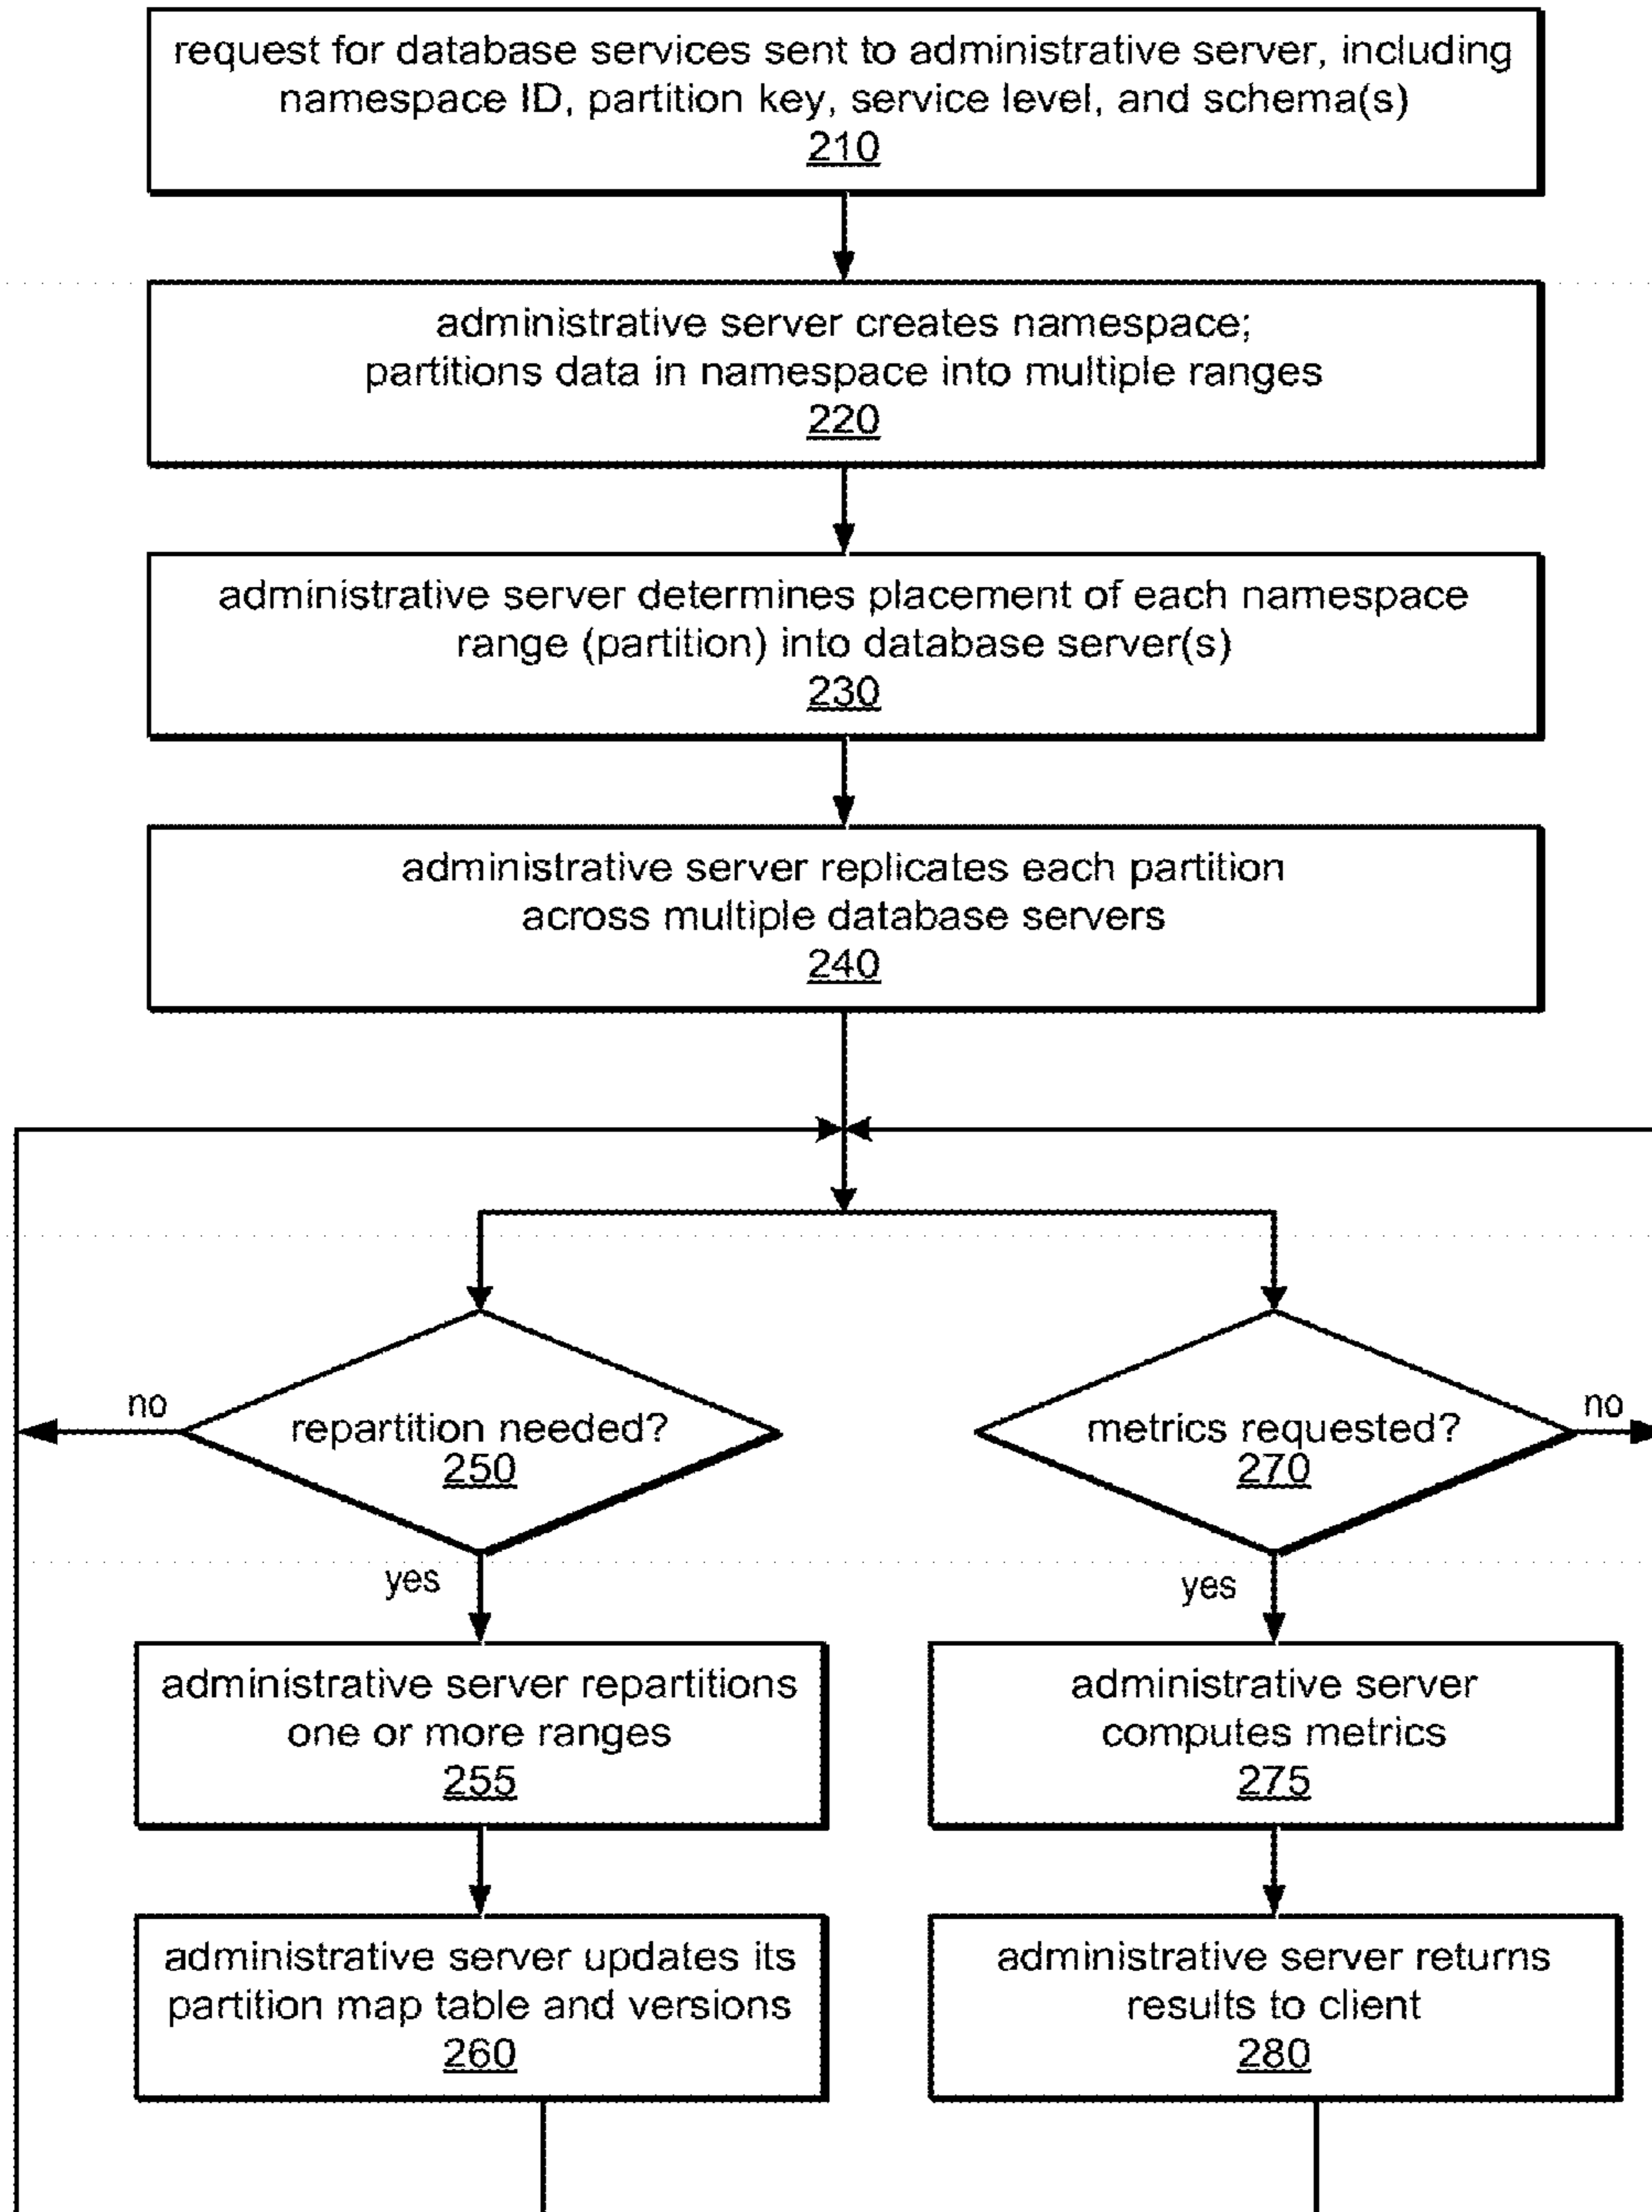 request for database services sent to administrative server, including
namespace ID, partition key, service level, and schema(s)
210
administrative server creates namespace;
partitions data in namespace into multiple ranges
220
administrative server determines placement of each namespace
range (partition) into database server(s)
230
administrative server replicates each partition
across multiple database servers
240
no
repartition needed?
250
yes
administrative server repartitions
one or more ranges
255
administrative server updates its
partition map table and versions
260
metrics requested?
270
no
yes
administrative server
computes metrics
275
administrative server returns
results to client
280